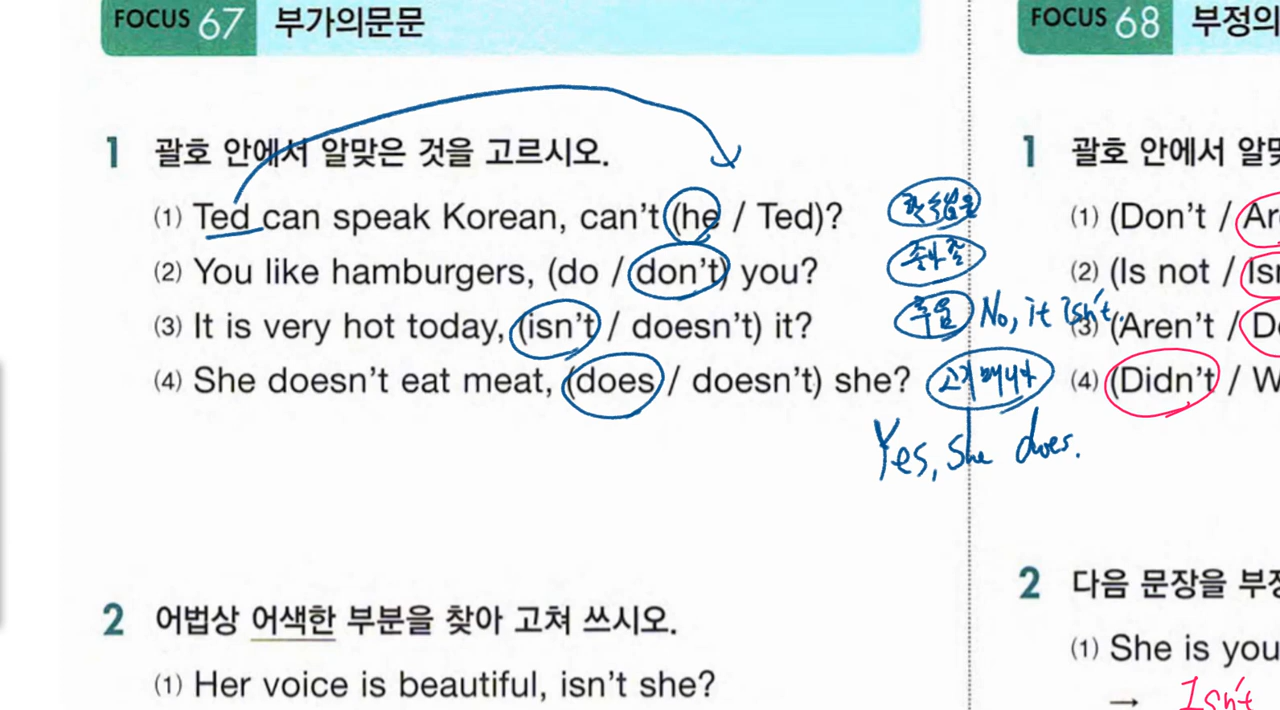 FOCUS 67 부가의문문
1 괄호 안에서 알맞은 것을 고르시오.
(1) Ted can speak Korean, can't (he / Ted)?
(2) You like hamburgers, (do / don't) you?
(3) It is very hot today, (isn't / doesn't) it?
No, it isn't.
(4) She doesn't eat meat, (does / doesn't) she?
Yes, she does.
2 어법상 어색한 부분을 찾아 고쳐 쓰시오.
(1) Her voice is beautiful, isn't she?
FOCUS 68 부정의
1 괄호 안에서 알맞
(1) (Don't / Ar
(2) (Is not / Isn
(3) (Aren't / D
(4) (Didn't / W
2 다음 문장을 부정
(1) She is you
→ Isn't